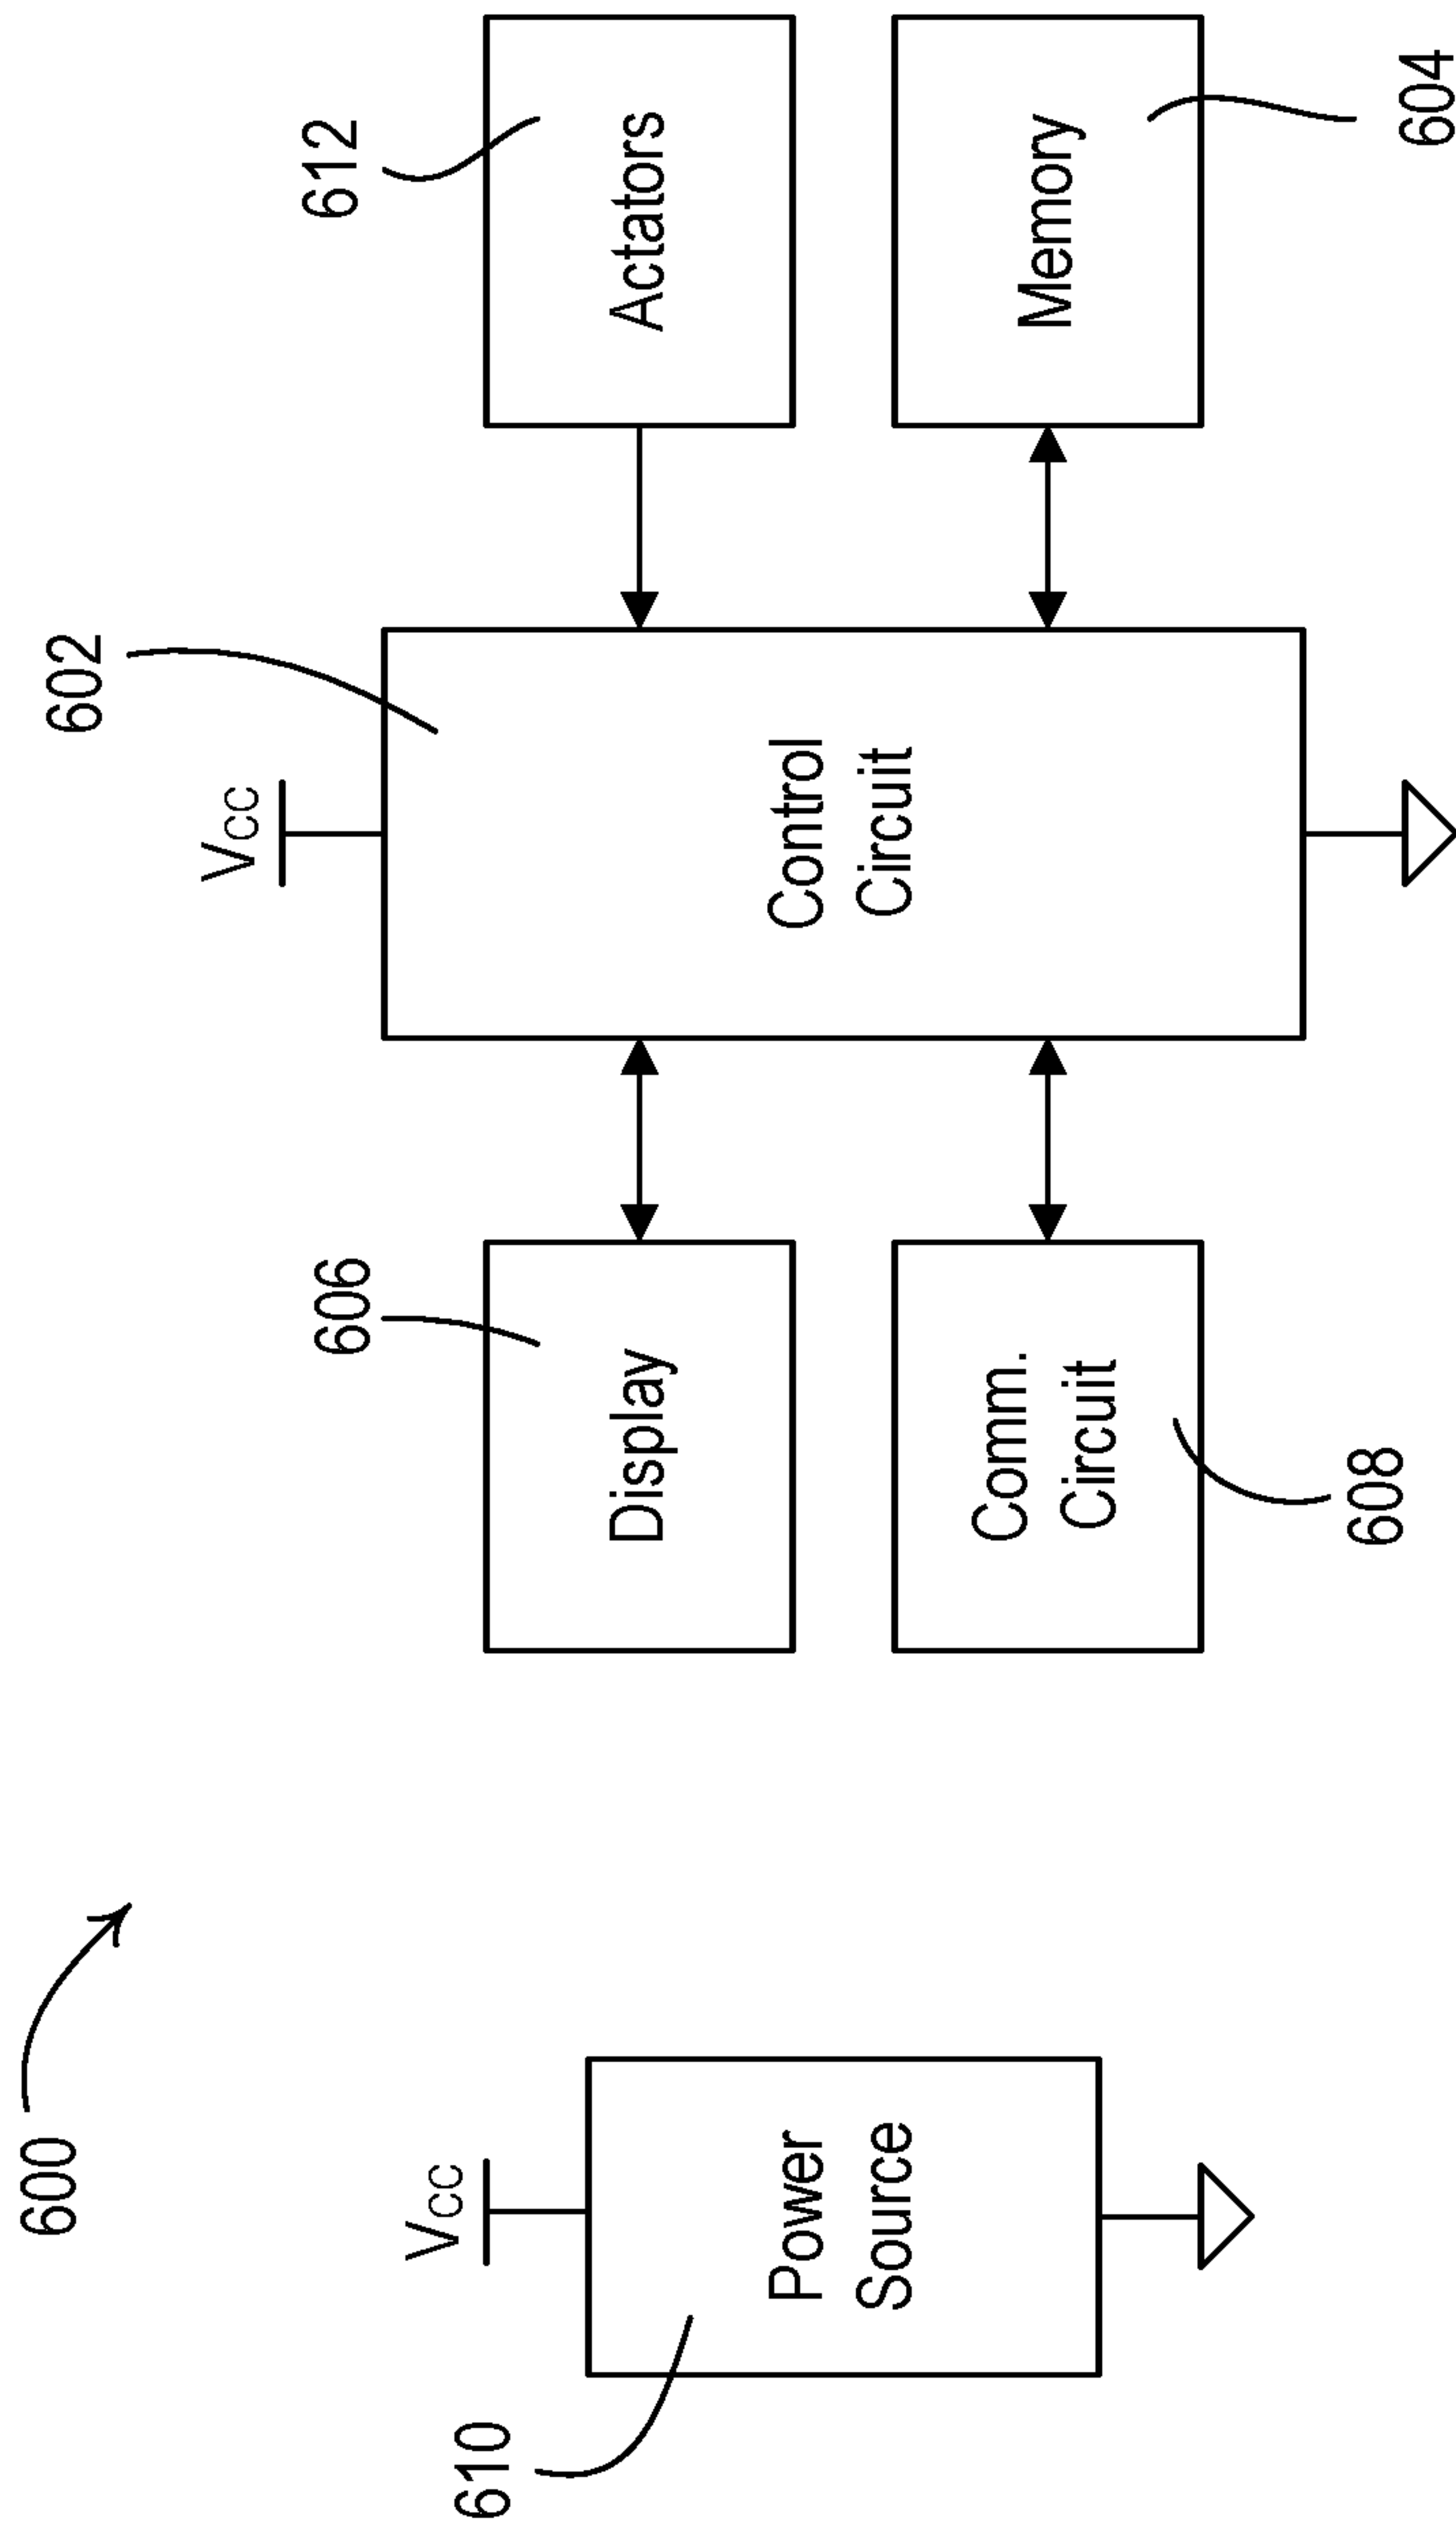 600
602
VCC
606
612
VCC
610
Display
Actators
Power
Source
Control
Circuit
Comm.
Circuit
Memory
608
604